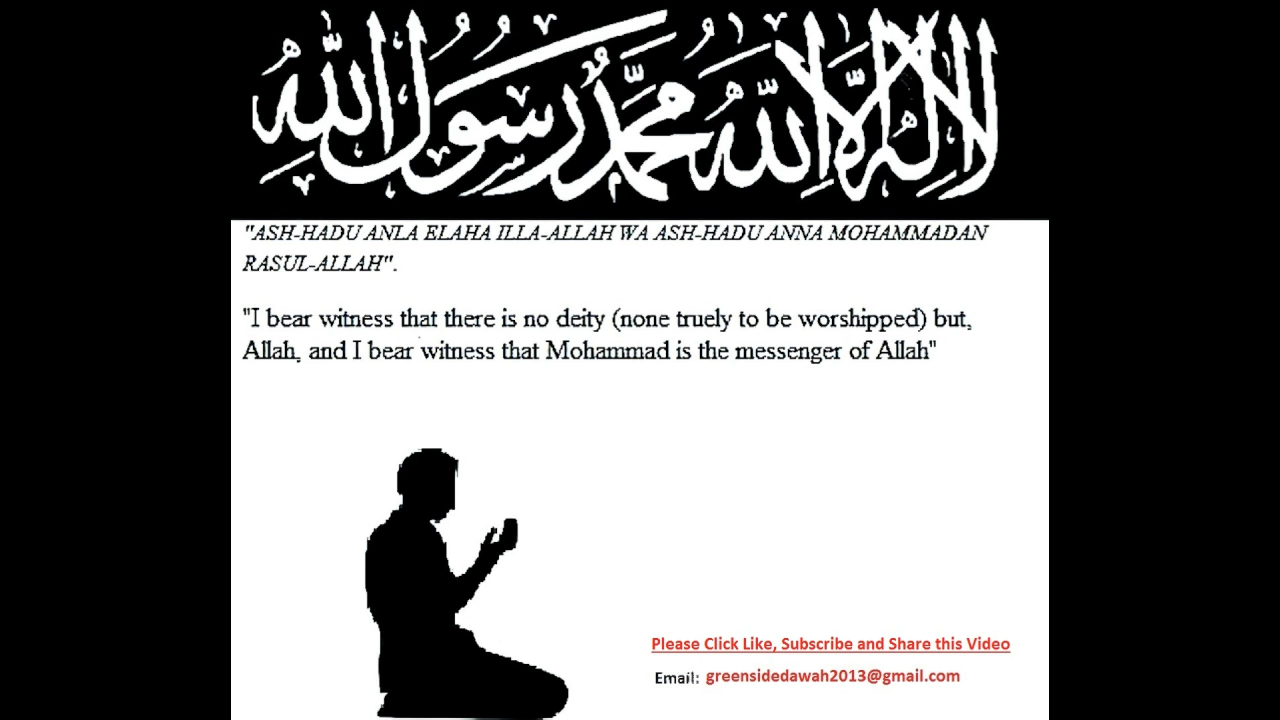 لا إله إلا الله محمد رسول الله
"ASH-HADU ANLA ELAHA ILLA-ALLAH WA ASH-HADU ANNA MOHAMMADAN
RASUL-ALLAH".
"I bear witness that there is no deity (none truely to be worshipped) but,
Allah, and I bear witness that Mohammad is the messenger of Allah"
Please Click Like, Subscribe and Share this Video
Email: greensidedawah2013@gmail.com